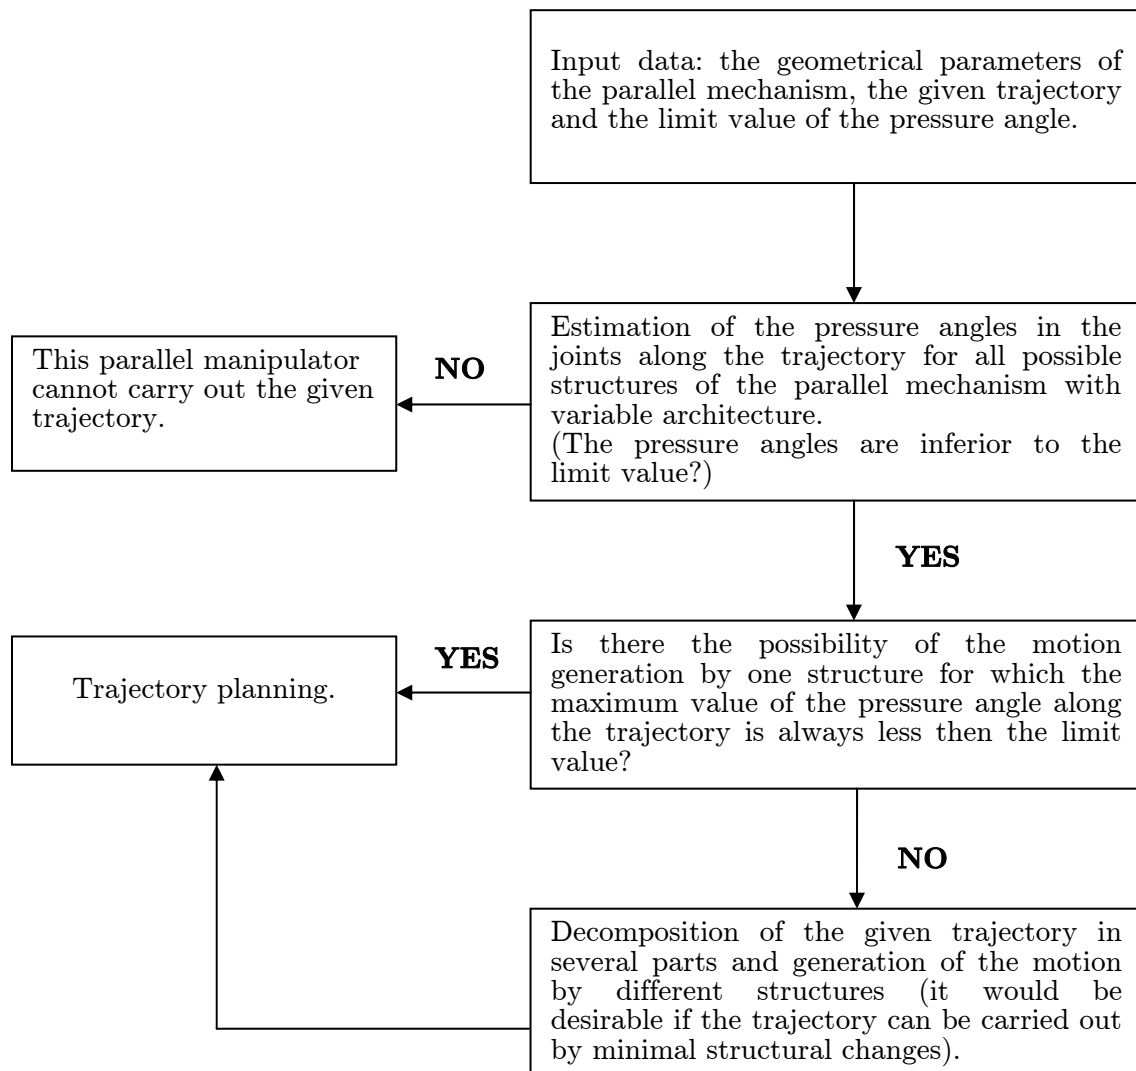 Input data: the geometrical parameters of
the parallel mechanism, the given trajectory
and the limit value of the pressure angle.
Estimation of the pressure angles in the
joints along the trajectory for all possible
structures of the parallel mechanism with
variable architecture.
(The pressure angles are inferior to the
limit value?)
NO
This parallel manipulator
cannot carry out the given
trajectory.
YES
Is there the possibility of the motion
generation by one structure for which the
maximum value of the pressure angle along
the trajectory is always less then the limit
value?
YES
Trajectory planning.
NO
Decomposition of the given trajectory in
several parts and generation of the motion
by different structures (it would be
desirable if the trajectory can be carried out
by minimal structural changes).